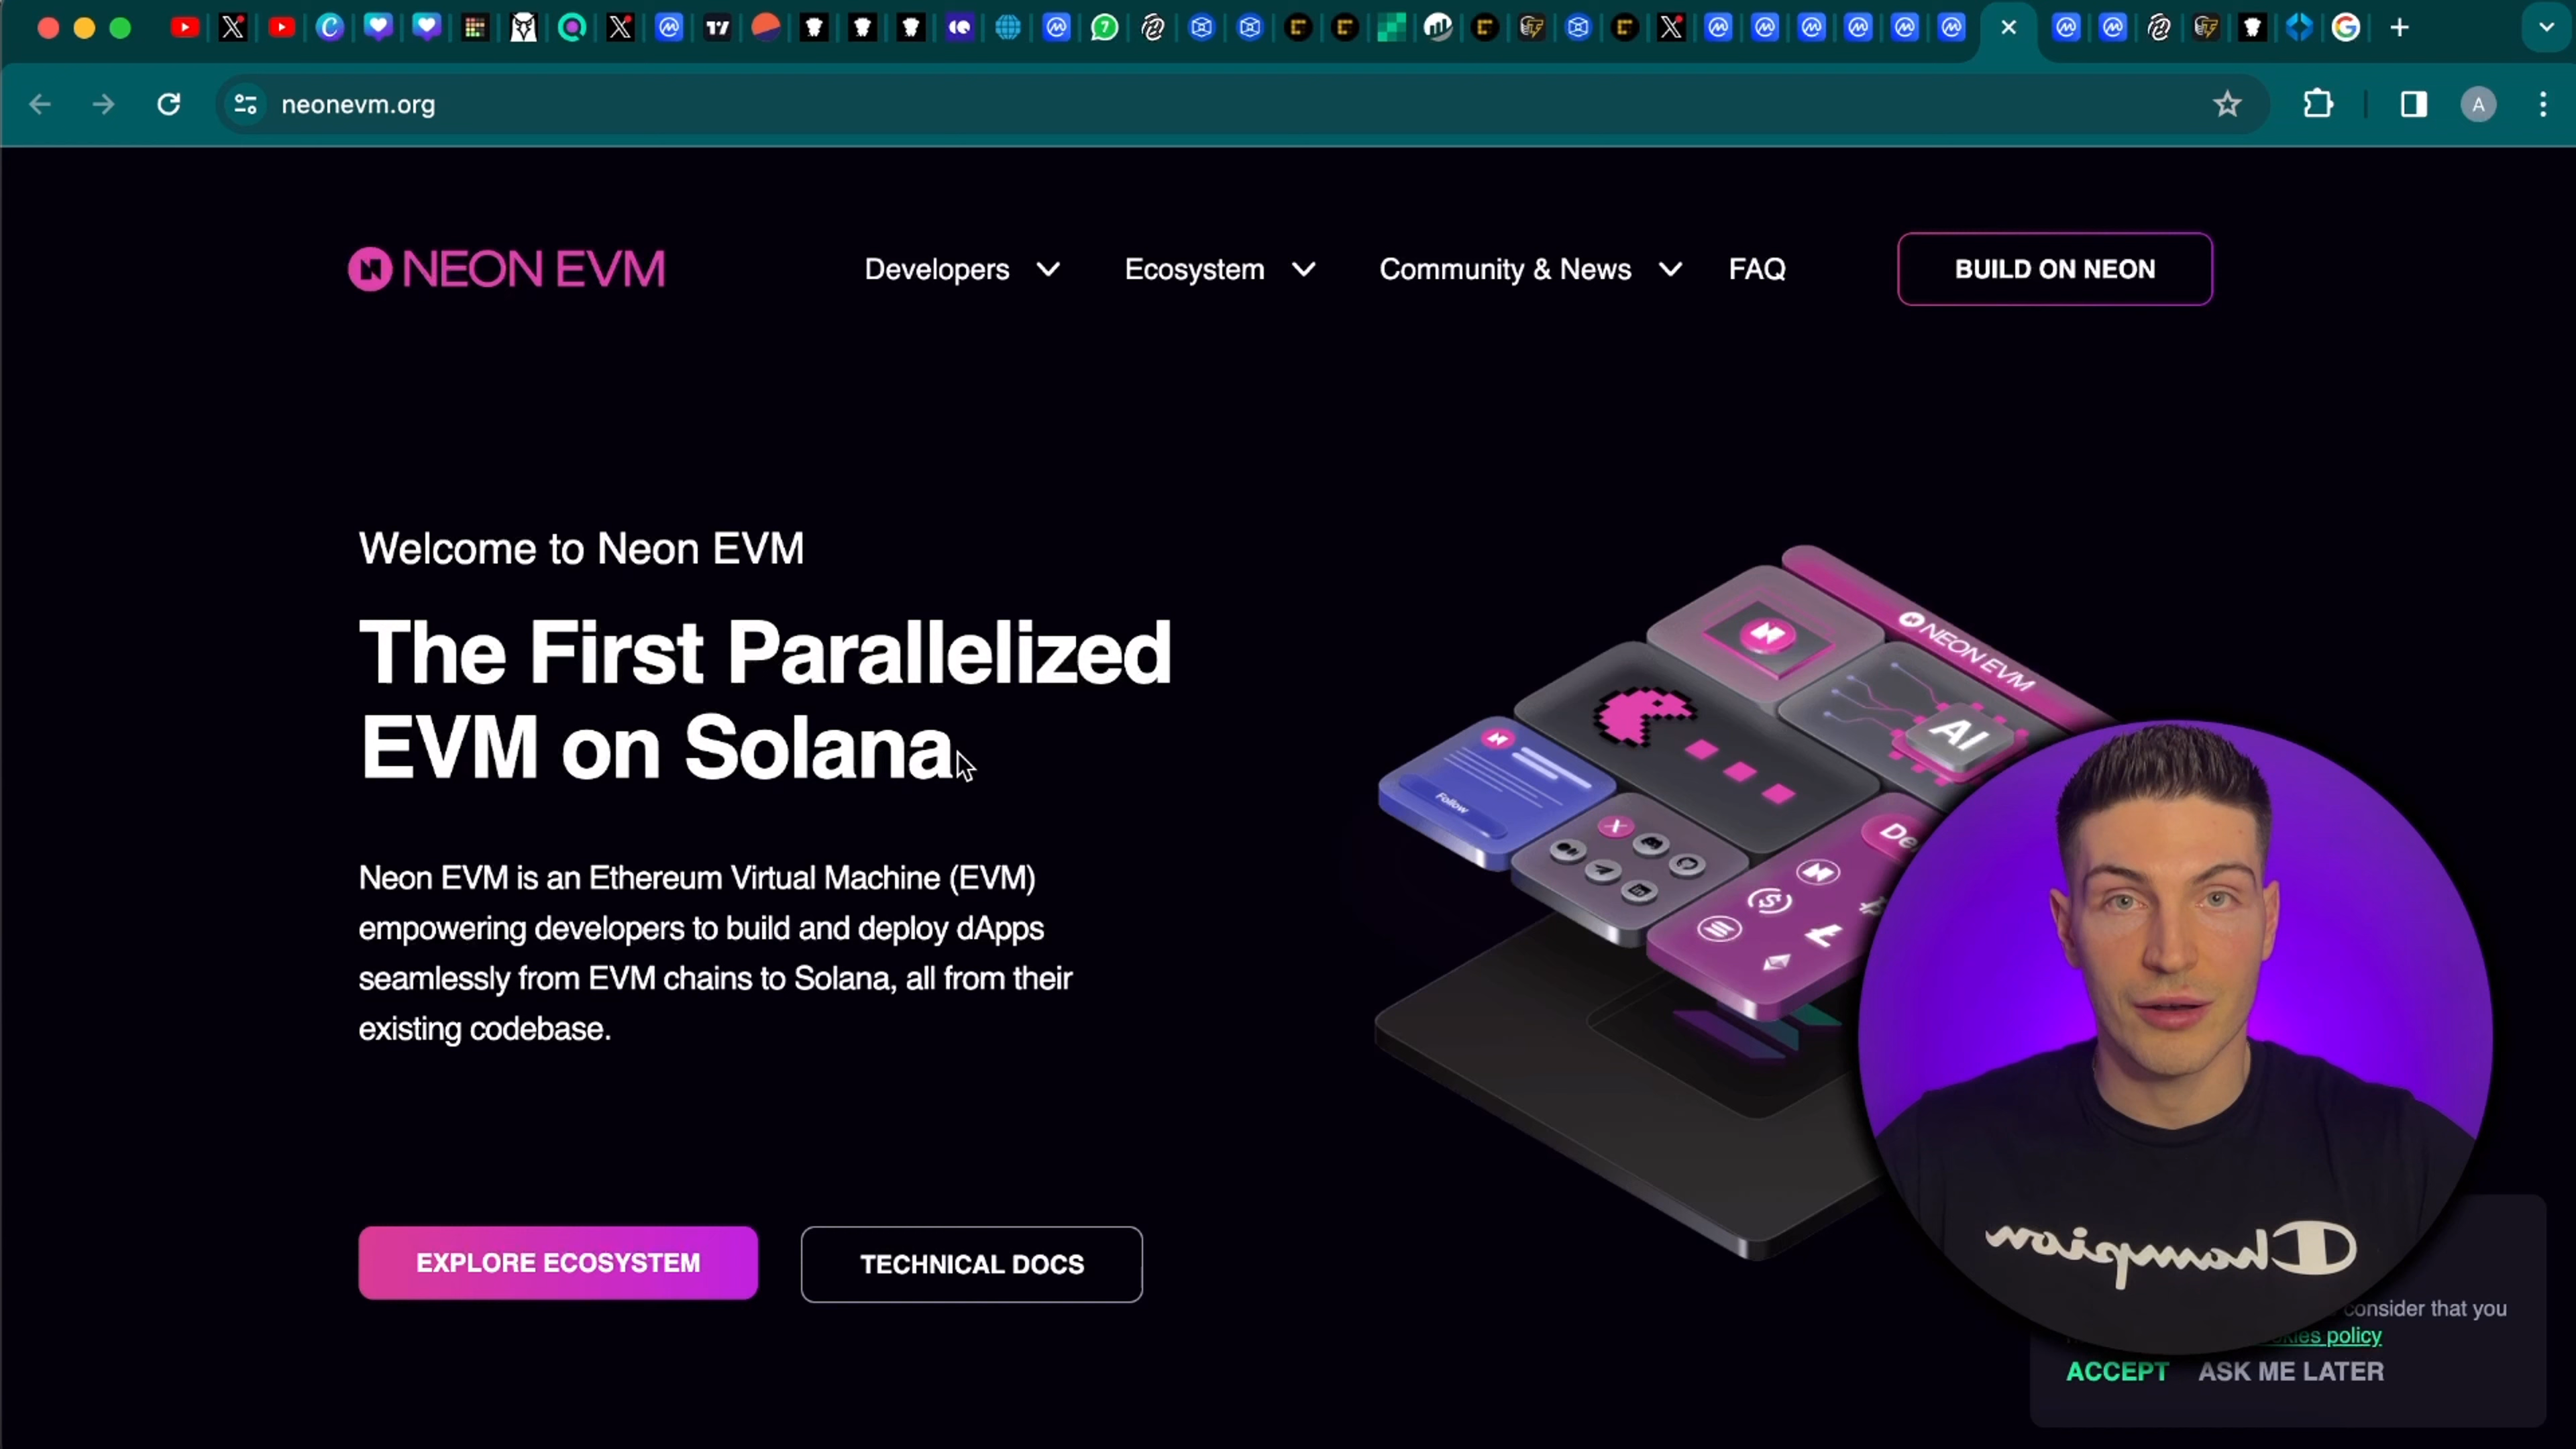 neonevm.org
A
7
NEON EVM
Developers
Ecosystem
Community & News
FAQ
BUILD ON NEON
Welcome to Neon EVM
The First Parallelized
EVM on Solana
Neon EVM is an Ethereum Virtual Machine (EVM)
empowering developers to build and deploy dApps
seamlessly from EVM chains to Solana, all from their
existing codebase.
EXPLORE ECOSYSTEM
TECHNICAL DOCS
NEON EVM
AI
Follow
Champion
consider that you
policy
ACCEPT
ASK ME LATER